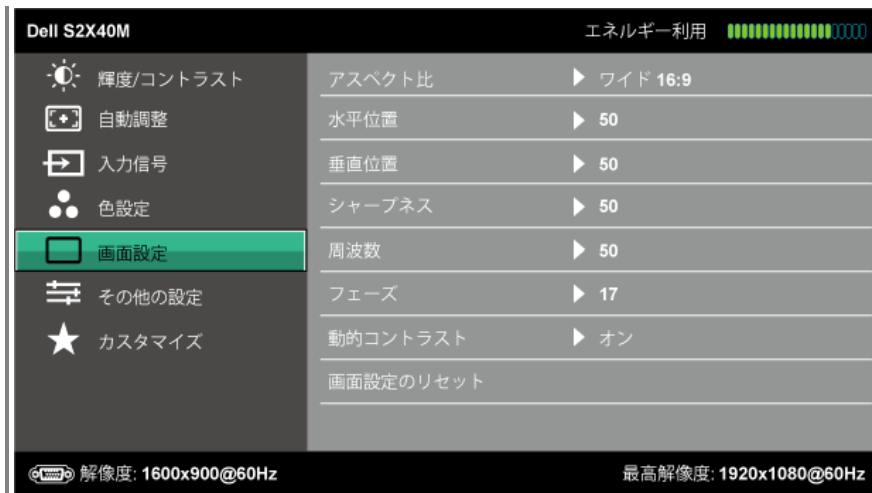 Dell S2X40M エネルギー利用
輝度/コントラスト
自動調整
入力信号
色設定
画面設定
その他の設定
カスタマイズ
アスペクト比 ワイド 16:9
水平位置 50
垂直位置 50
シャープネス 50
周波数 50
フェーズ 17
動的コントラスト オン
画面設定のリセット
解像度: 1600x900@60Hz 最高解像度: 1920x1080@60Hz